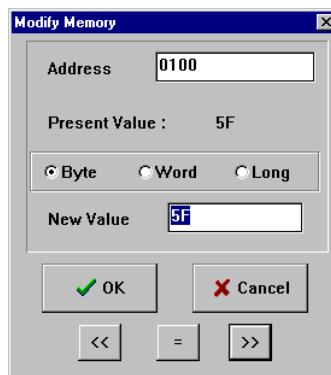 Modify Memory
Address 0100
Present Value : 5F
Byte Word Long
New Value 5F
OK Cancel
<< = >>